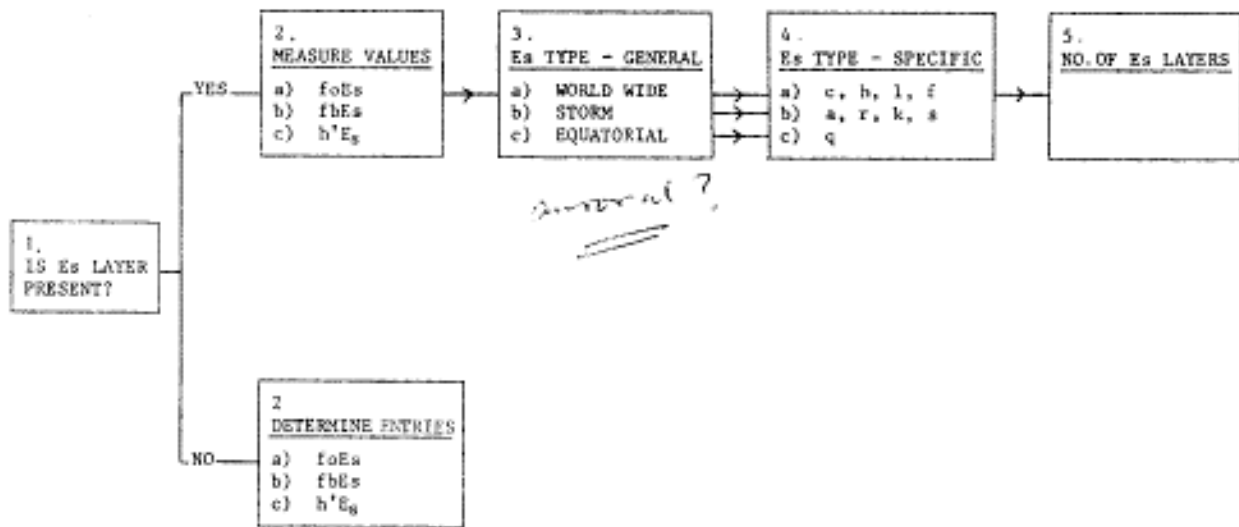 1.
IS Es LAYER
PRESENT?
YES
2.
MEASURE VALUES
a) foEs
b) fbEs
c) h'Es
3.
Es TYPE - GENERAL
a) WORLD WIDE
b) STORM
c) EQUATORIAL
4.
Es TYPE - SPECIFIC
a) c, h, l, f
b) a, r, k, s
c) q
5.
NO. OF Es LAYERS
NO
2
DETERMINE ENTRIES
a) foEs
b) fbEs
c) h'Es